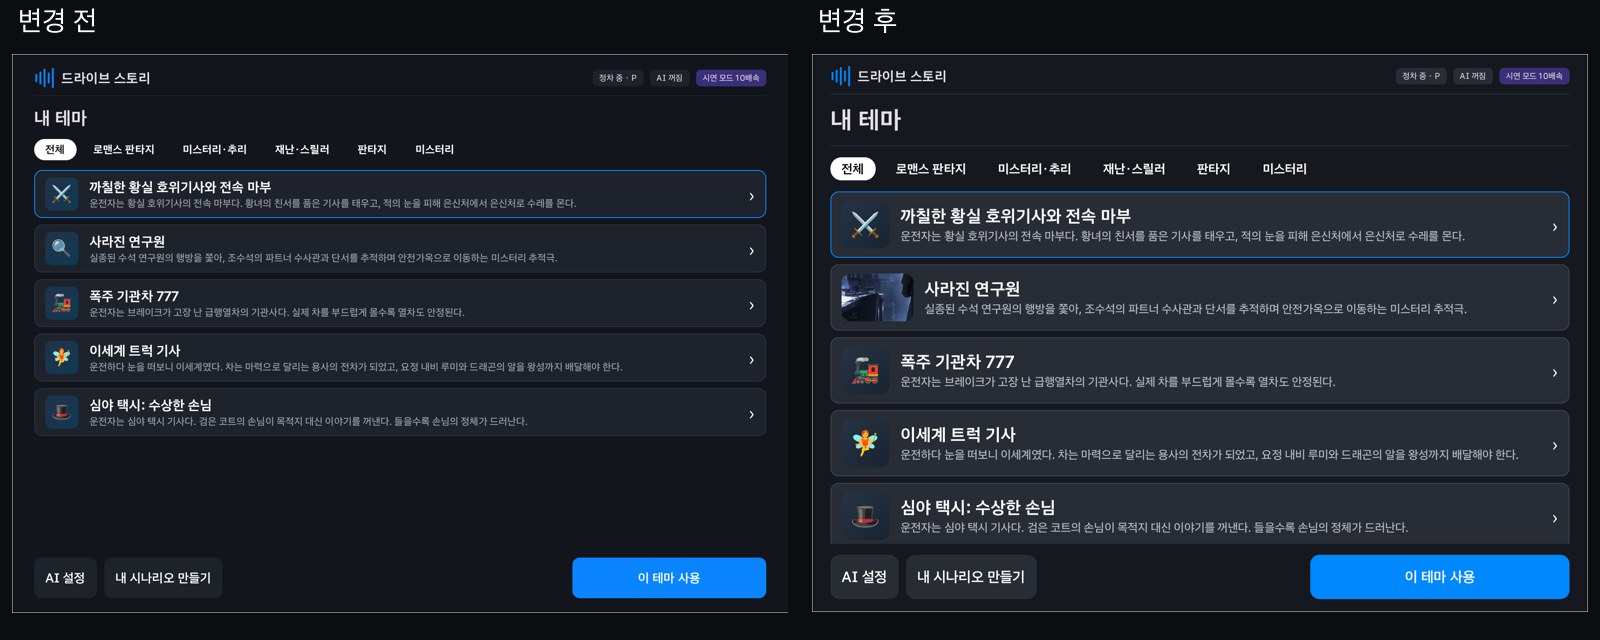 변경 전
드라이브 스토리
정차 중 · P
AI 꺼짐
시연 모드 10배속
내 테마
전체
로맨스 판타지
미스터리·추리
재난·스릴러
판타지
미스터리
까칠한 황실 호위기사와 전속 마부
운전자는 황실 호위기사의 전속 마부다. 황녀의 친서를 품은 기사를 태우고, 적의 눈을 피해 은신처에서 은신처로 수레를 몬다.
사라진 연구원
실종된 수석 연구원의 행방을 쫓아, 조수석의 파트너 수사관과 단서를 추적하며 안전가옥으로 이동하는 미스터리 추적극.
폭주 기관차 777
운전자는 브레이크가 고장 난 급행열차의 기관사다. 실제 차를 부드럽게 몰수록 열차도 안정된다.
이세계 트럭 기사
운전하다 눈을 떠보니 이세계였다. 차는 마력으로 달리는 용사의 전차가 되었고, 요정 내비 루미와 드래곤의 알을 왕성까지 배달해야 한다.
심야 택시: 수상한 손님
운전자는 심야 택시 기사다. 검은 코트의 손님이 목적지 대신 이야기를 꺼낸다. 들을수록 손님의 정체가 드러난다.
AI 설정
내 시나리오 만들기
이 테마 사용
변경 후
드라이브 스토리
정차 중 · P
AI 꺼짐
시연 모드 10배속
내 테마
전체
로맨스 판타지
미스터리·추리
재난·스릴러
판타지
미스터리
까칠한 황실 호위기사와 전속 마부
운전자는 황실 호위기사의 전속 마부다. 황녀의 친서를 품은 기사를 태우고, 적의 눈을 피해 은신처에서 은신처로 수레를 몬다.
사라진 연구원
실종된 수석 연구원의 행방을 쫓아, 조수석의 파트너 수사관과 단서를 추적하며 안전가옥으로 이동하는 미스터리 추적극.
폭주 기관차 777
운전자는 브레이크가 고장 난 급행열차의 기관사다. 실제 차를 부드럽게 몰수록 열차도 안정된다.
이세계 트럭 기사
운전하다 눈을 떠보니 이세계였다. 차는 마력으로 달리는 용사의 전차가 되었고, 요정 내비 루미와 드래곤의 알을 왕성까지 배달해야 한다.
심야 택시: 수상한 손님
운전자는 심야 택시 기사다. 검은 코트의 손님이 목적지 대신 이야기를 꺼낸다. 들을수록 손님의 정체가 드러난다.
AI 설정
내 시나리오 만들기
이 테마 사용